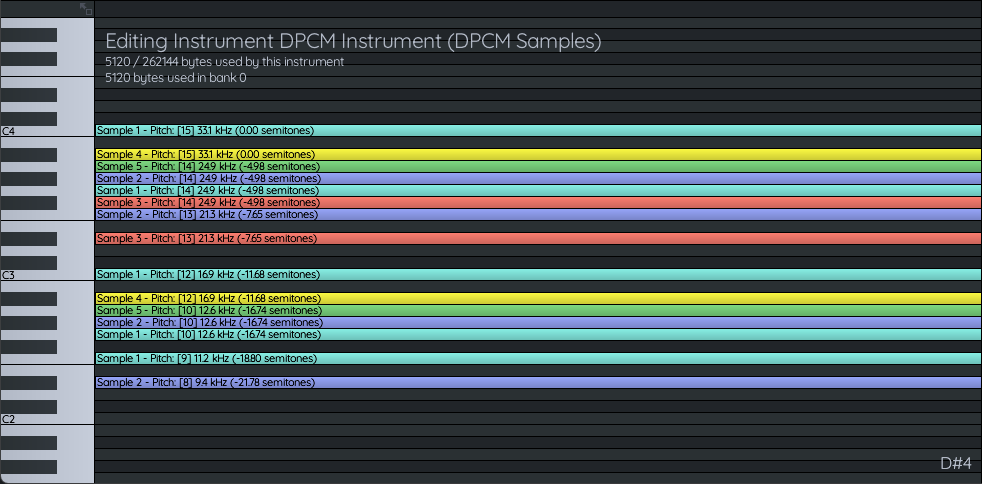 Editing Instrument DPCM Instrument (DPCM Samples)
5120 / 262144 bytes used by this instrument
5120 bytes used in bank 0
C4
Sample 1 - Pitch: [15] 33.1 kHz (0.00 semitones)
Sample 4 - Pitch: [15] 33.1 kHz (0.00 semitones)
Sample 5 - Pitch: [14] 24.9 kHz (-4.98 semitones)
Sample 2 - Pitch: [14] 24.9 kHz (-4.98 semitones)
Sample 1 - Pitch: [14] 24.9 kHz (-4.98 semitones)
Sample 3 - Pitch: [14] 24.9 kHz (-4.98 semitones)
Sample 2 - Pitch: [13] 21.3 kHz (-7.65 semitones)
Sample 3 - Pitch: [13] 21.3 kHz (-7.65 semitones)
C3
Sample 1 - Pitch: [12] 16.9 kHz (-11.68 semitones)
Sample 4 - Pitch: [12] 16.9 kHz (-11.68 semitones)
Sample 5 - Pitch: [10] 12.6 kHz (-16.74 semitones)
Sample 2 - Pitch: [10] 12.6 kHz (-16.74 semitones)
Sample 1 - Pitch: [10] 12.6 kHz (-16.74 semitones)
Sample 1 - Pitch: [9] 11.2 kHz (-18.80 semitones)
Sample 2 - Pitch: [8] 9.4 kHz (-21.78 semitones)
C2
D#4